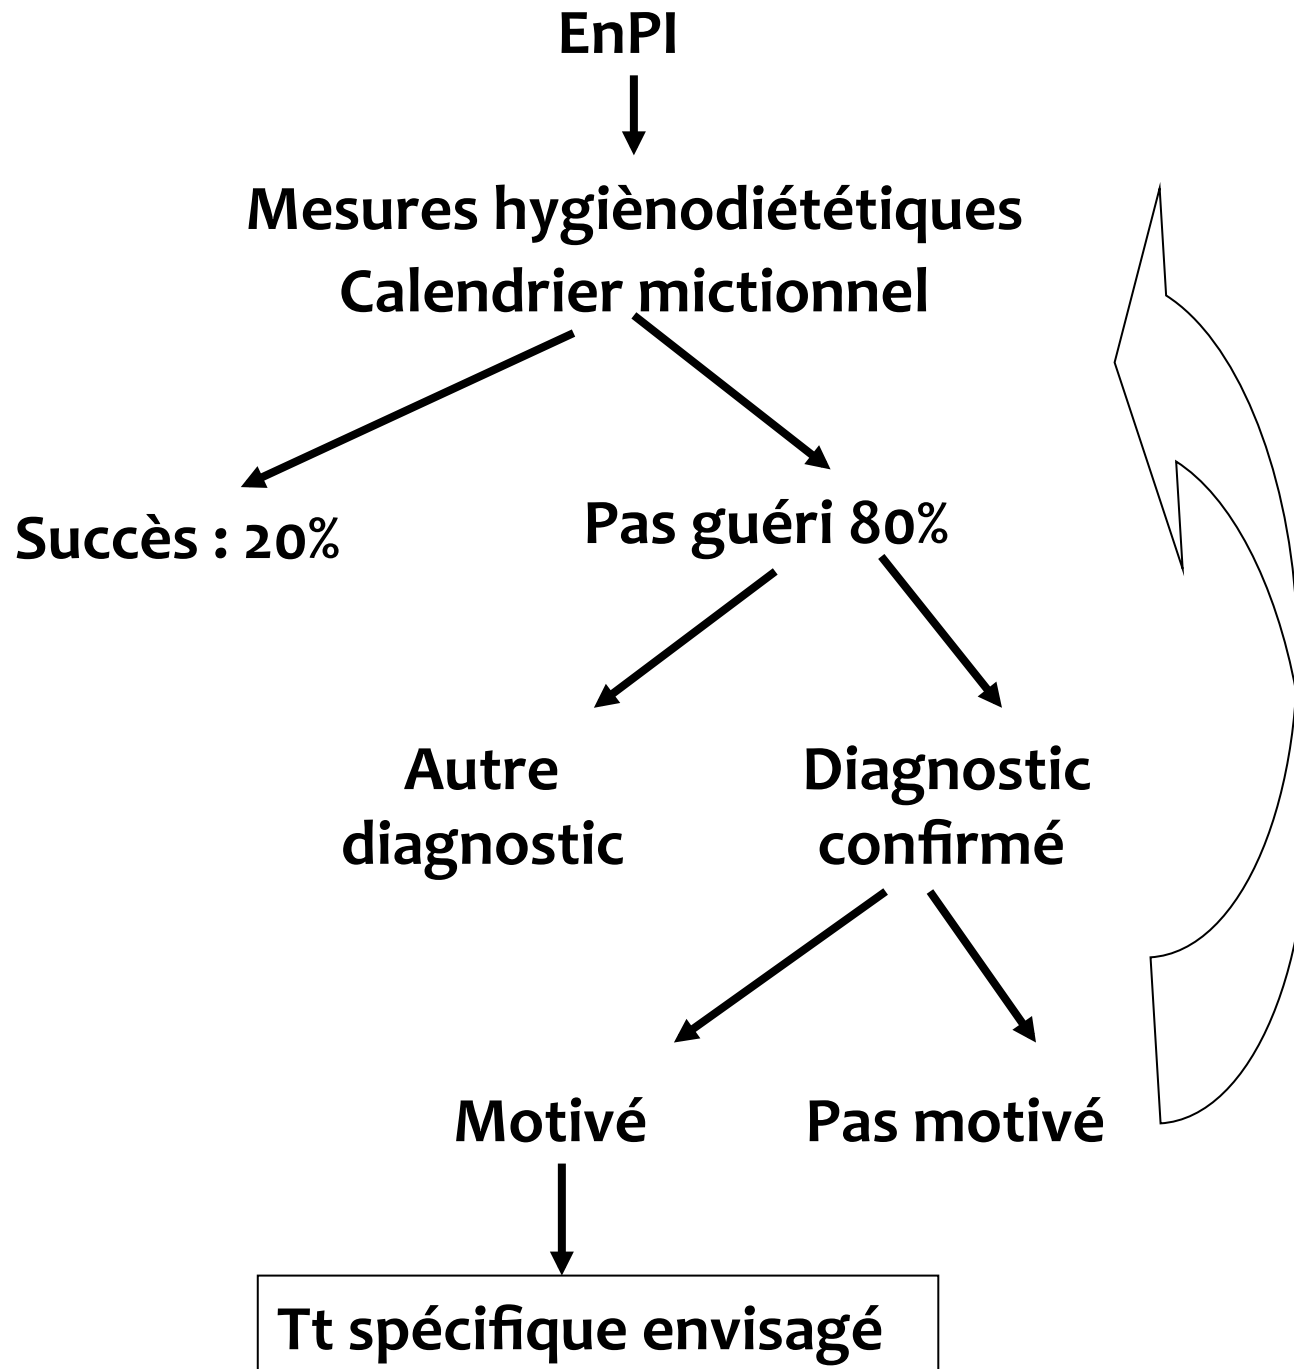 EnPI
Mesures hygiènodiététiques
Calendrier mictionnel
Succès : 20%
Pas guéri 80%
Autre
diagnostic
Diagnostic
confirmé
Motivé
Pas motivé
Tt spécifique envisagé